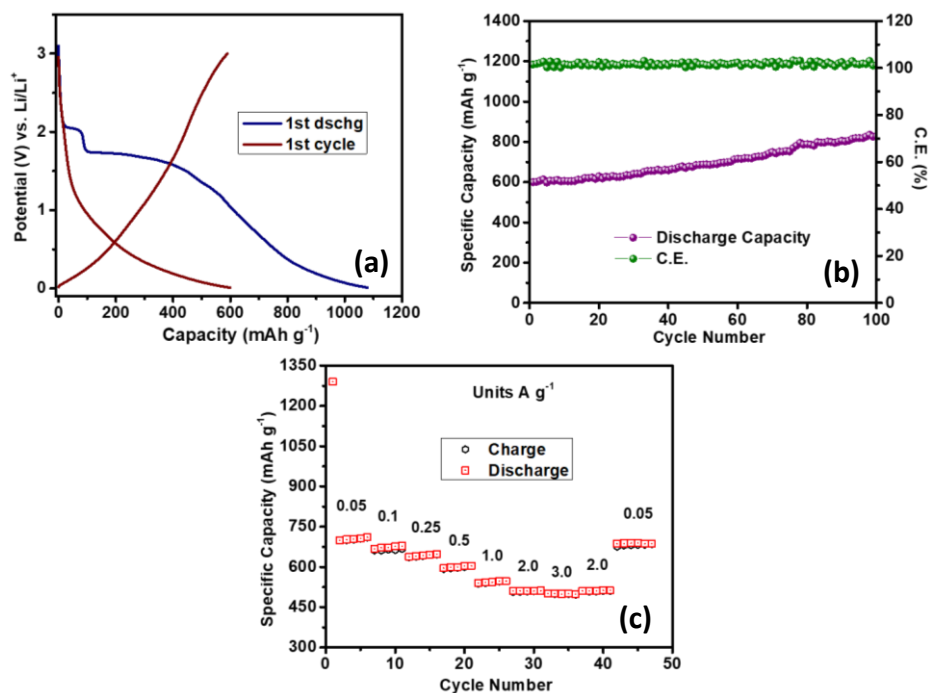 Potential (V) vs. Li/Li⁺
3
2
1
0
1st dschg
1st cycle
(a)
0 200 400 600 800 1000 1200
Capacity (mAh g⁻¹)
Specific Capacity (mAh g⁻¹)
1400
1200
1000
800
600
400
200
0
120
100
80
60
40
20
0
C.E. (%)
Discharge Capacity
C.E.
(b)
0 20 40 60 80 100
Cycle Number
Specific Capacity (mAh g⁻¹)
1350
1200
1050
900
750
600
450
300
Units A g⁻¹
Charge
Discharge
0.05 0.1 0.25 0.5 1.0 2.0 3.0 2.0 0.05
(c)
0 10 20 30 40 50
Cycle Number